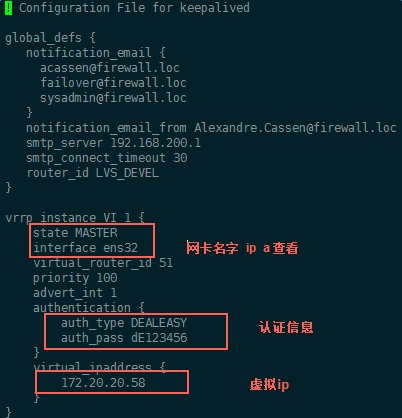 ! Configuration File for keepalived
global_defs {
notification_email {
acassen@firewall.loc
failover@firewall.loc
sysadmin@firewall.loc
}
notification_email_from Alexandre.Cassen@firewall.loc
smtp_server 192.168.200.1
smtp_connect_timeout 30
router_id LVS_DEVEL
}
vrrp_instance VI_1 {
state MASTER
interface ens32 网卡名字 ip a查看
virtual_router_id 51
priority 100
advert_int 1
authentication {
auth_type DEALEASY 认证信息
auth_pass dE123456
}
virtual_ipaddress {
172.20.20.58 虚拟ip
}
}